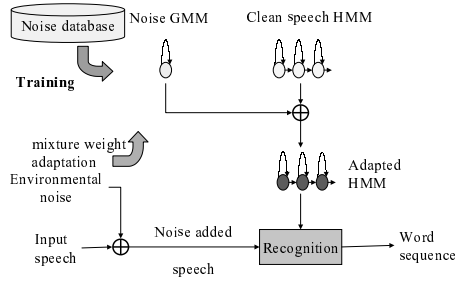 Noise database
Noise GMM
Clean speech HMM
Training
mixture weight
adaptation
Environmental
noise
Adapted
HMM
Input
speech
Noise added
speech
Recognition
Word
sequence